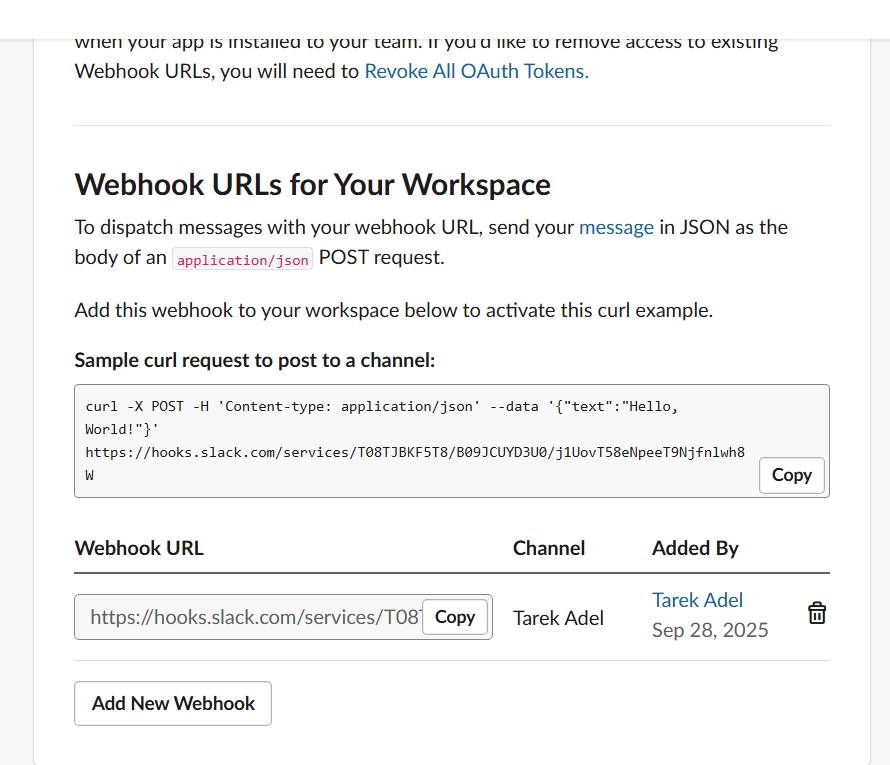 when your app is installed to your team. If you'd like to remove access to existing
Webhook URLs, you will need to Revoke All OAuth Tokens.
Webhook URLs for Your Workspace
To dispatch messages with your webhook URL, send your message in JSON as the
body of an application/json POST request.
Add this webhook to your workspace below to activate this curl example.
Sample curl request to post to a channel:
curl -X POST -H 'Content-type: application/json' --data '{"text":"Hello,
World!"}'
https://hooks.slack.com/services/T08TJBKF5T8/B09JCUYD3U0/j1UovT58eNpeeT9Njfnlwh8
W
Copy
Webhook URL Channel Added By
https://hooks.slack.com/services/T08T Copy Tarek Adel Tarek Adel
Sep 28, 2025
Add New Webhook